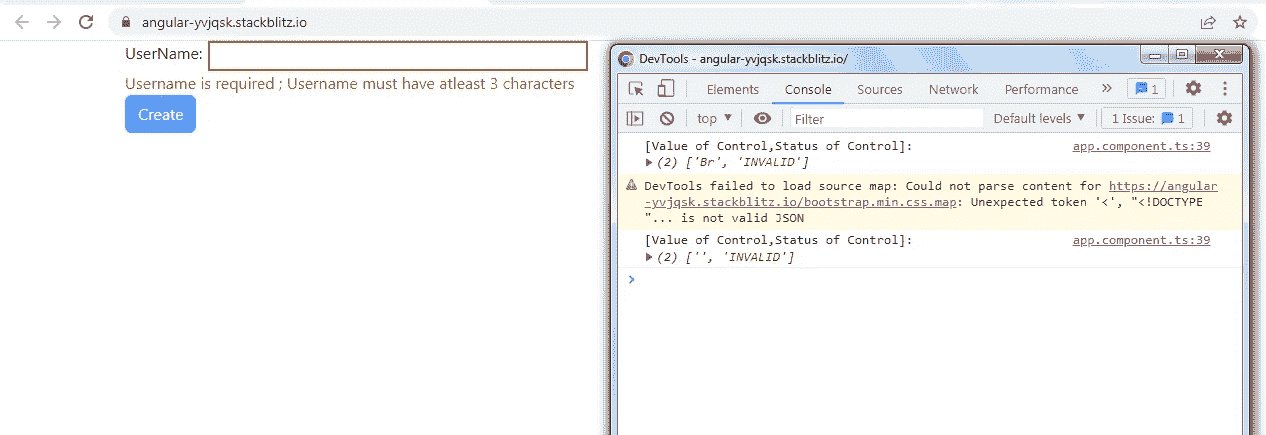 angular-yvjqsk.stackblitz.io
UserName:
Username is required ; Username must have atleast 3 characters
Create
DevTools - angular-yvjqsk.stackblitz.io/
Elements Console Sources Network Performance » 1
top ▼ Filter Default levels ▼ 1 Issue: 1
[Value of Control,Status of Control]: app.component.ts:39
▶ (2) ['Br', 'INVALID']
DevTools failed to load source map: Could not parse content for https://angular
-yvjqsk.stackblitz.io/bootstrap.min.css.map: Unexpected token '<', "<!DOCTYPE
"... is not valid JSON
[Value of Control,Status of Control]: app.component.ts:39
▶ (2) ['', 'INVALID']
>